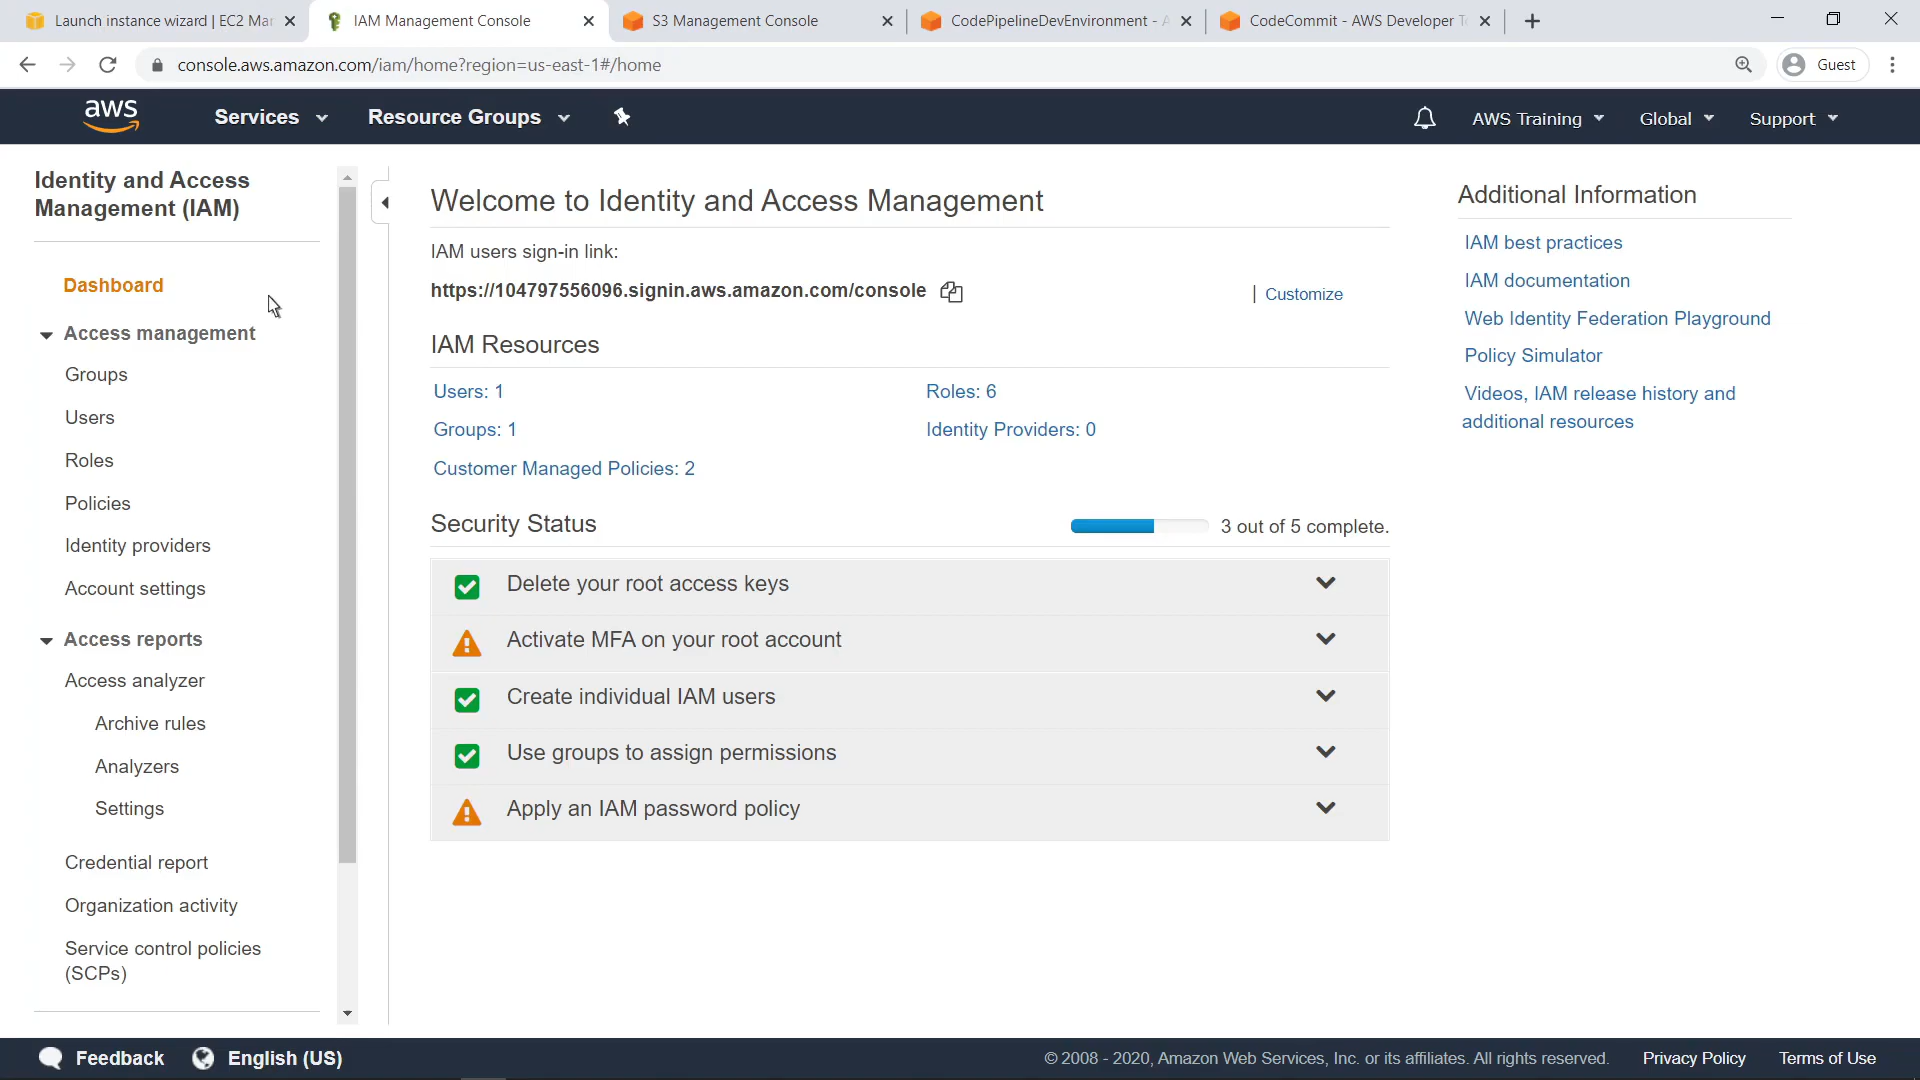 Launch instance wizard | EC2 Mar
IAM Management Console
S3 Management Console
CodePipelineDevEnvironment - A
CodeCommit - AWS Developer To
console.aws.amazon.com/iam/home?region=us-east-1#/home
Guest
aws
Services
Resource Groups
AWS Training
Global
Support
Identity and Access
Management (IAM)
Dashboard
Access management
Groups
Users
Roles
Policies
Identity providers
Account settings
Access reports
Access analyzer
Archive rules
Analyzers
Settings
Credential report
Organization activity
Service control policies
(SCPs)
Welcome to Identity and Access Management
IAM users sign-in link:
https://104797556096.signin.aws.amazon.com/console
| Customize
IAM Resources
Users: 1
Roles: 6
Groups: 1
Identity Providers: 0
Customer Managed Policies: 2
Security Status
3 out of 5 complete.
Delete your root access keys
Activate MFA on your root account
Create individual IAM users
Use groups to assign permissions
Apply an IAM password policy
Additional Information
IAM best practices
IAM documentation
Web Identity Federation Playground
Policy Simulator
Videos, IAM release history and
additional resources
Feedback
English (US)
© 2008 - 2020, Amazon Web Services, Inc. or its affiliates. All rights reserved.
Privacy Policy
Terms of Use